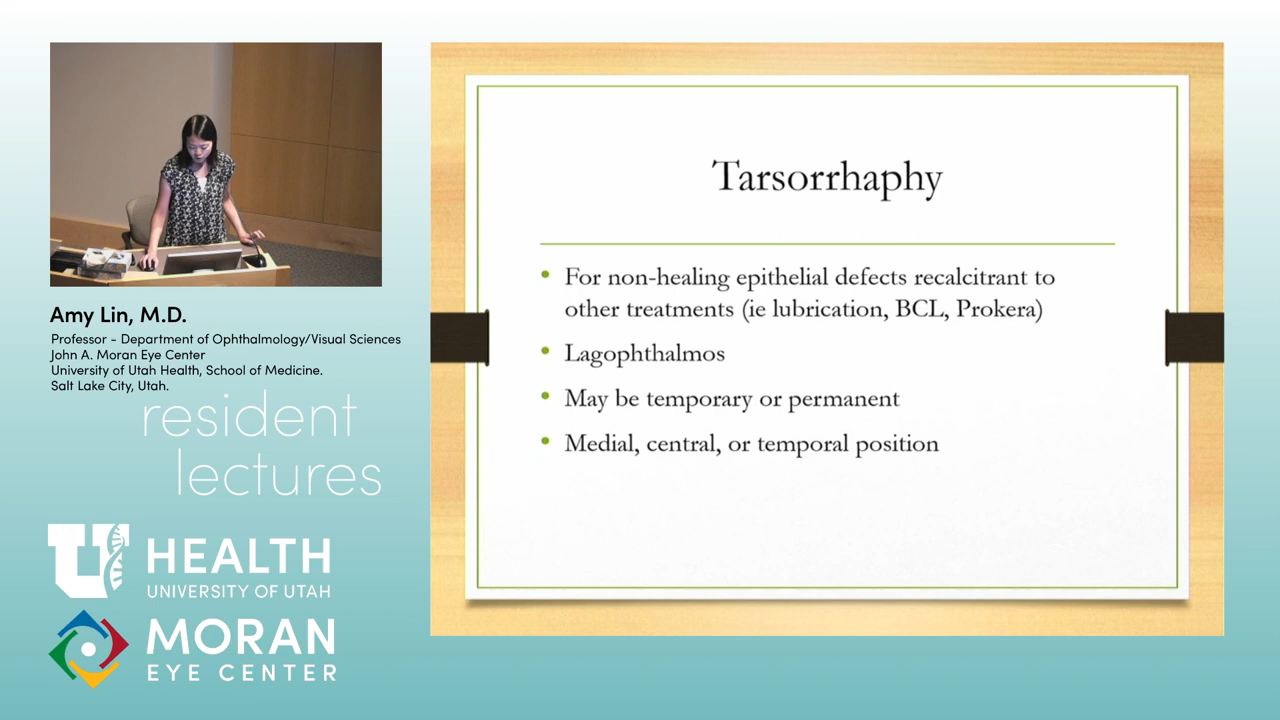 Amy Lin, M.D.
Professor - Department of Ophthalmology/Visual Sciences
John A. Moran Eye Center
University of Utah Health, School of Medicine.
Salt Lake City, Utah.
resident
lectures
U HEALTH
UNIVERSITY OF UTAH
MORAN
EYE CENTER
Tarsorrhaphy
• For non-healing epithelial defects recalcitrant to
other treatments (ie lubrication, BCL, Prokera)
• Lagophthalmos
• May be temporary or permanent
• Medial, central, or temporal position